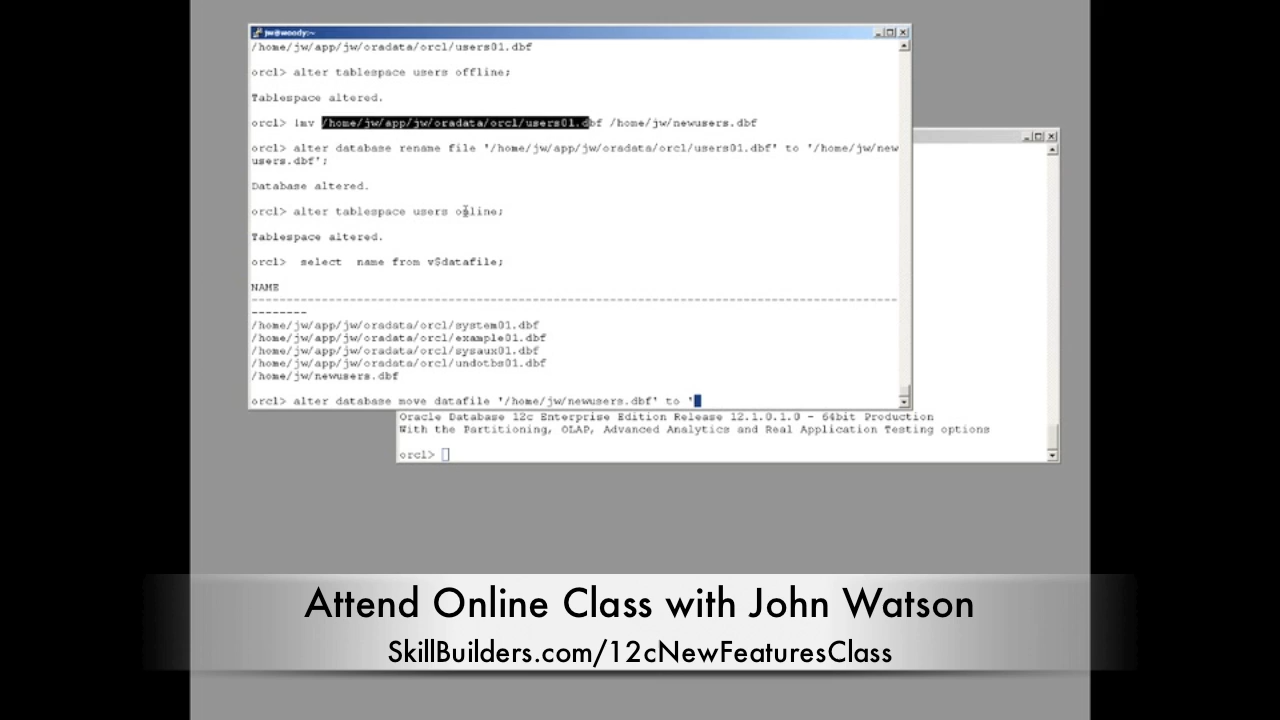 jw@woody:~
/home/jw/app/jw/oradata/orcl/users01.dbf
orcl> alter tablespace users offline;
Tablespace altered.
orcl> !mv /home/jw/app/jw/oradata/orcl/users01.dbf /home/jw/newusers.dbf
orcl> alter database rename file '/home/jw/app/jw/oradata/orcl/users01.dbf' to '/home/jw/new
users.dbf';
Database altered.
orcl> alter tablespace users online;
Tablespace altered.
orcl>  select  name from v$datafile;
NAME
--------------------------------------------------------------------------------------------
--------
/home/jw/app/jw/oradata/orcl/system01.dbf
/home/jw/app/jw/oradata/orcl/example01.dbf
/home/jw/app/jw/oradata/orcl/sysaux01.dbf
/home/jw/app/jw/oradata/orcl/undotbs01.dbf
/home/jw/newusers.dbf
orcl> alter database move datafile '/home/jw/newusers.dbf' to '
Oracle Database 12c Enterprise Edition Release 12.1.0.1.0 - 64bit Production
With the Partitioning, OLAP, Advanced Analytics and Real Application Testing options
orcl>
Attend Online Class with John Watson
SkillBuilders.com/12cNewFeaturesClass